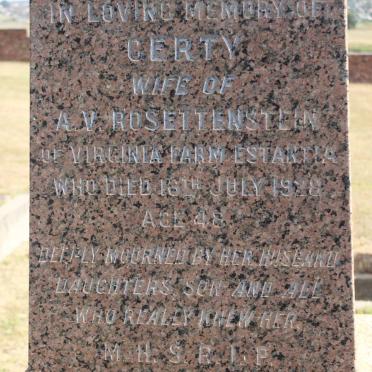 IN LOVING MEMORY OF
GERTY
WIFE OF
A.V. ROSETTENSTEIN
OF VIRGINIA FARM ESTANTIA
WHO DIED 18TH JULY 1928
AGE 48
DEEPLY MOURNED BY HER HUSBAND,
DAUGHTERS, SON AND ALL
WHO REALLY KNEW HER.
M.H.S.R.I.P.